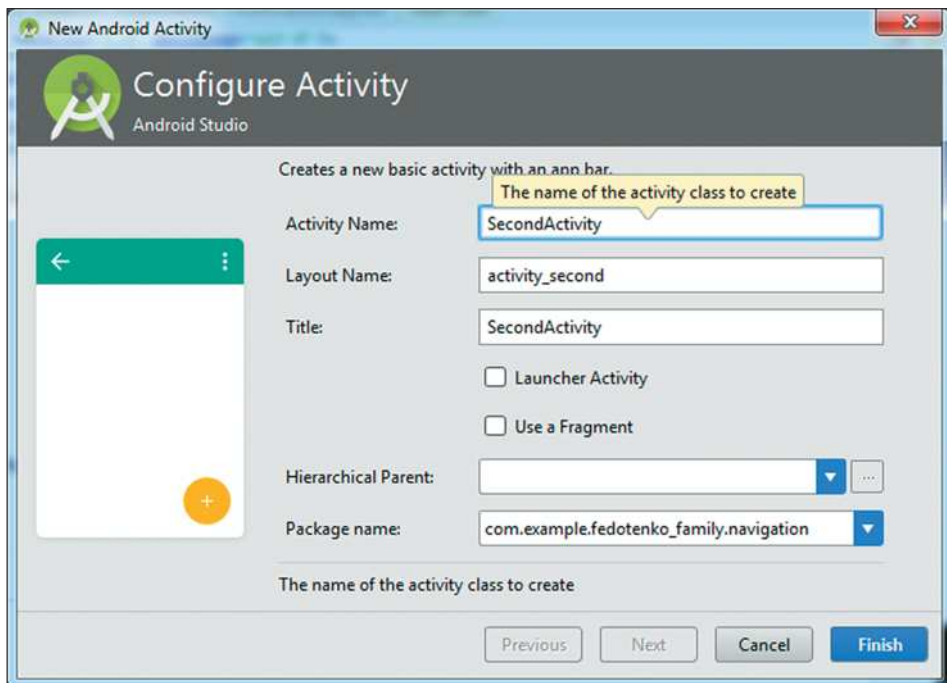 New Android Activity
Configure Activity
Android Studio
Creates a new basic activity with an app bar.
The name of the activity class to create
Activity Name: SecondActivity
Layout Name: activity_second
Title: SecondActivity
Launcher Activity
Use a Fragment
Hierarchical Parent: ...
Package name: com.example.fedotenko_family.navigation
The name of the activity class to create
Previous Next Cancel Finish